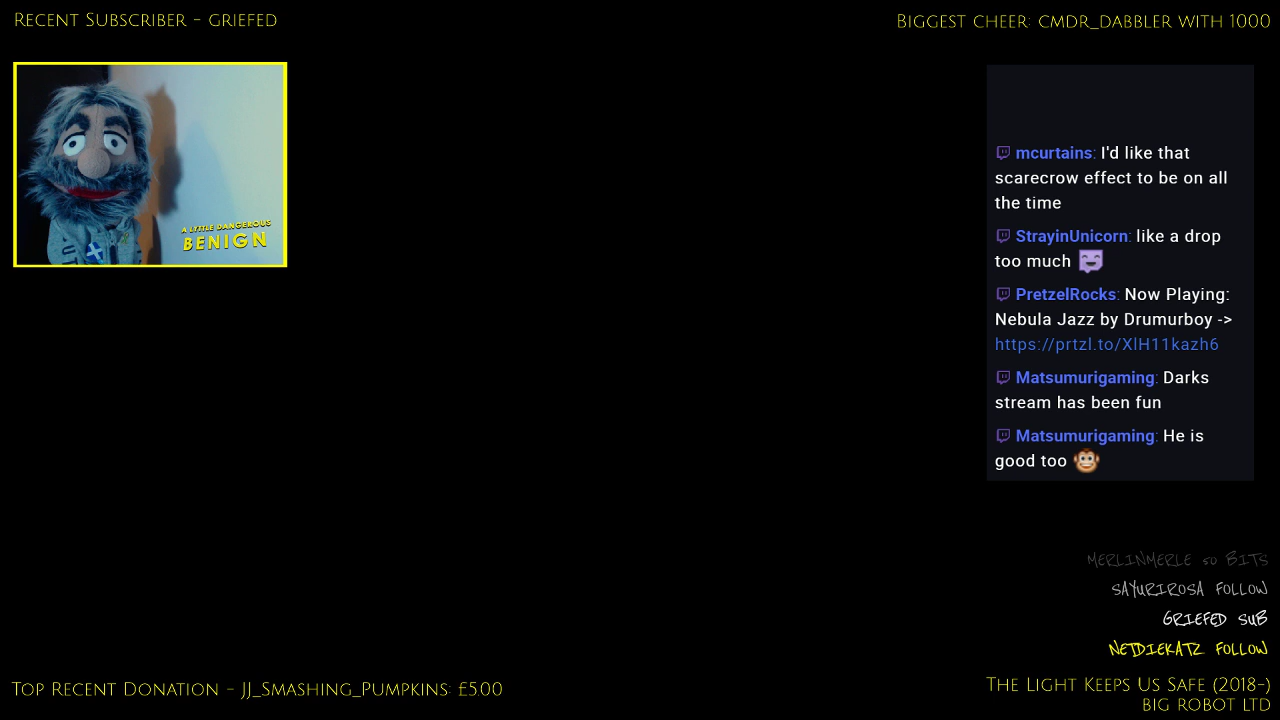 Recent Subscriber - griefed
Biggest cheer: cmdr_dabbler with 1000
A LITTLE DANGEROUS
BENIGN
mcurtains: I'd like that
scarecrow effect to be on all
the time
StrayinUnicorn: like a drop
too much
PretzelRocks: Now Playing:
Nebula Jazz by Drumurboy ->
https://prtzl.to/XlH11kazh6
Matsumurigaming: Darks
stream has been fun
Matsumurigaming: He is
good too
MERLINMERLE 50 BITS
SAYURIROSA FOLLOW
GRIEFED SUB
NETDIEKATZ FOLLOW
Top Recent Donation - JJ_Smashing_Pumpkins: £5.00
The Light Keeps Us Safe (2018-)
BIG ROBOT LTD